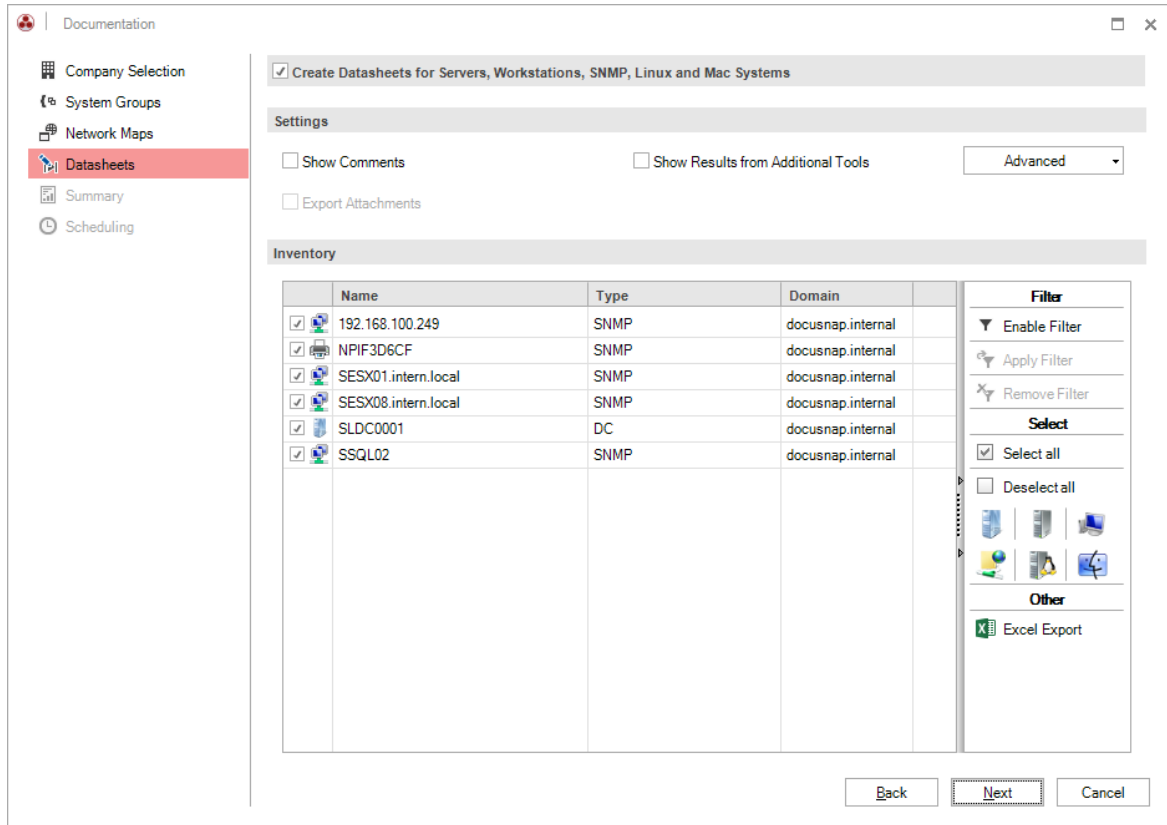 Documentation
Company Selection
System Groups
Network Maps
Datasheets
Summary
Scheduling
Create Datasheets for Servers, Workstations, SNMP, Linux and Mac Systems
Settings
Show Comments
Show Results from Additional Tools
Advanced
Export Attachments
Inventory
Name Type Domain
192.168.100.249 SNMP docusnap.internal
NPIF3D6CF SNMP docusnap.internal
SESX01.intern.local SNMP docusnap.internal
SESX08.intern.local SNMP docusnap.internal
SLDC0001 DC docusnap.internal
SSQL02 SNMP docusnap.internal
Filter
Enable Filter
Apply Filter
Remove Filter
Select
Select all
Deselect all
Other
Excel Export
Back Next Cancel